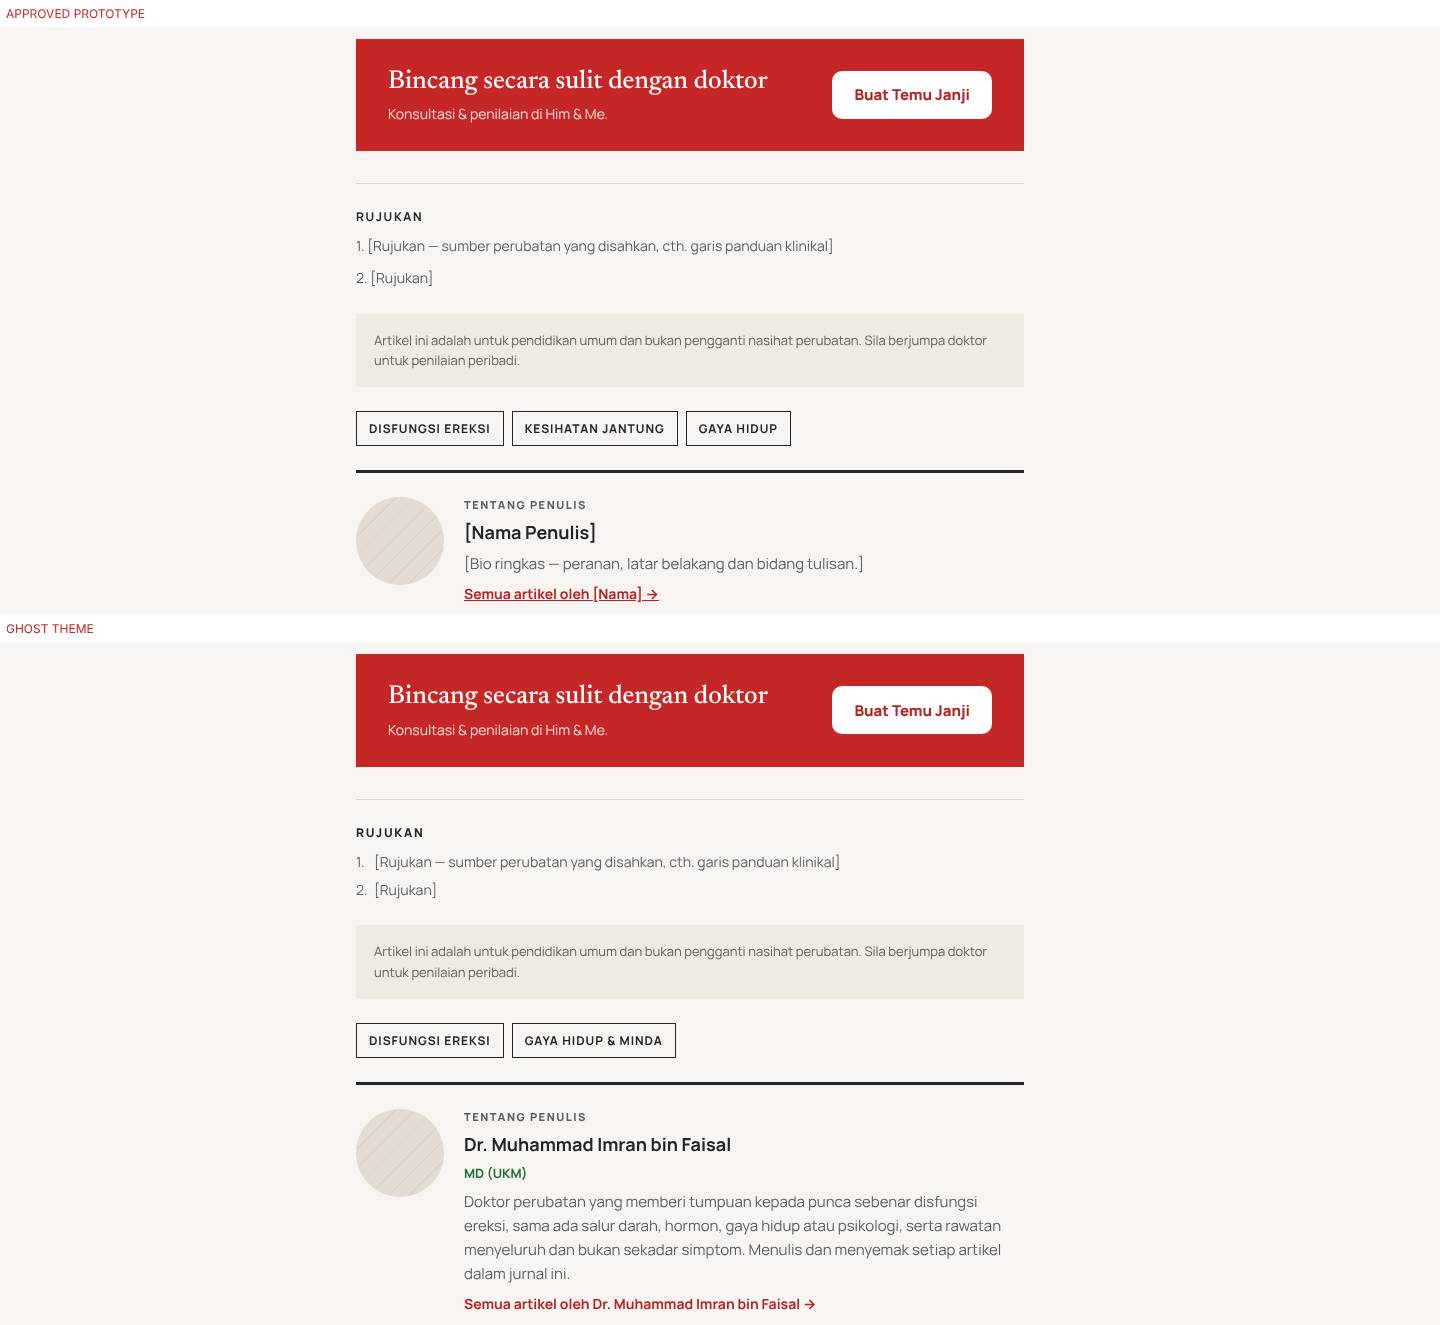 APPROVED PROTOTYPE
Bincang secara sulit dengan doktor
Konsultasi & penilaian di Him & Me.
Buat Temu Janji
RUJUKAN
1. [Rujukan — sumber perubatan yang disahkan, cth. garis panduan klinikal]
2. [Rujukan]
Artikel ini adalah untuk pendidikan umum dan bukan pengganti nasihat perubatan. Sila berjumpa doktor
untuk penilaian peribadi.
DISFUNGSI EREKSI
KESIHATAN JANTUNG
GAYA HIDUP
TENTANG PENULIS
[Nama Penulis]
[Bio ringkas — peranan, latar belakang dan bidang tulisan.]
Semua artikel oleh [Nama] →
GHOST THEME
Bincang secara sulit dengan doktor
Konsultasi & penilaian di Him & Me.
Buat Temu Janji
RUJUKAN
1. [Rujukan — sumber perubatan yang disahkan, cth. garis panduan klinikal]
2. [Rujukan]
Artikel ini adalah untuk pendidikan umum dan bukan pengganti nasihat perubatan. Sila berjumpa doktor
untuk penilaian peribadi.
DISFUNGSI EREKSI
GAYA HIDUP & MINDA
TENTANG PENULIS
Dr. Muhammad Imran bin Faisal
MD (UKM)
Doktor perubatan yang memberi tumpuan kepada punca sebenar disfungsi
ereksi, sama ada salur darah, hormon, gaya hidup atau psikologi, serta rawatan
menyeluruh dan bukan sekadar simptom. Menulis dan menyemak setiap artikel
dalam jurnal ini.
Semua artikel oleh Dr. Muhammad Imran bin Faisal →